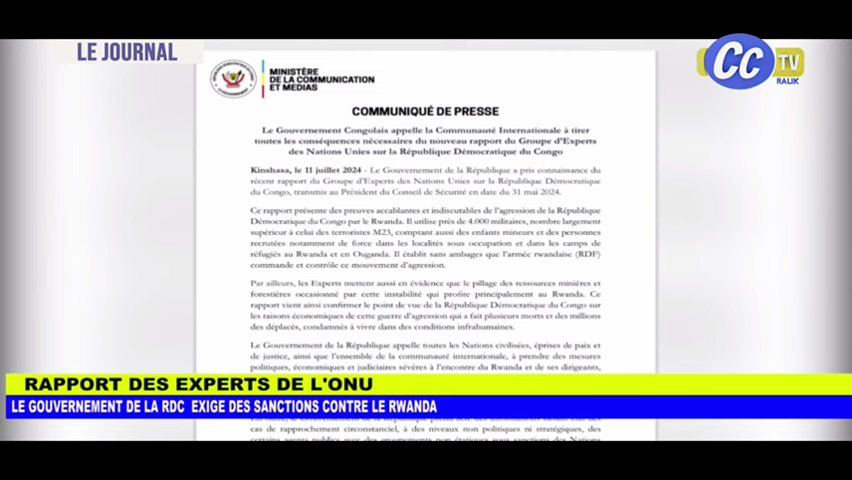 LE JOURNAL
CC TV
RALIK
MINISTÈRE
DE LA COMMUNICATION
ET MEDIAS
COMMUNIQUÉ DE PRESSE
Le Gouvernement Congolais appelle la Communauté Internationale à tirer
toutes les conséquences nécessaires du nouveau rapport du Groupe d'Experts
des Nations Unies sur la République Démocratique du Congo
Kinshasa, le 11 juillet 2024 - Le Gouvernement de la République a pris connaissance du
récent rapport du Groupe d'Experts des Nations Unies sur la République Démocratique
du Congo, transmis au Président du Conseil de Sécurité en date du 31 mai 2024.
Ce rapport présente des preuves accablantes et indiscutables de l'agression de la République
Démocratique du Congo par le Rwanda. Il utilise près de 4.000 militaires, nombre largement
supérieur à celui des terroristes M23, comptant aussi des enfants mineurs et des personnes
recrutées notamment de force dans les localités sous occupation et dans les camps de
réfugiés au Rwanda et en Ouganda. Il établit sans ambages que l'armée rwandaise (RDF)
commande et contrôle ce mouvement d'agression.
Par ailleurs, les Experts mettent aussi en évidence que le pillage des ressources minières et
forestières occasionné par cette instabilité qui profite principalement au Rwanda. Ce
rapport vient ainsi confirmer le point de vue de la République Démocratique du Congo sur
les raisons économiques de cette guerre d'agression qui a fait plusieurs morts et des millions
des déplacés, condamnés à vivre dans des conditions infrahumaines.
Le Gouvernement de la République appelle toutes les Nations civilisées, éprises de paix et
de justice, ainsi que l'ensemble de la communauté internationale, à prendre des mesures
politiques, économiques et judiciaires sévères à l'encontre du Rwanda et de ses dirigeants,
RAPPORT DES EXPERTS DE L'ONU
LE GOUVERNEMENT DE LA RDC EXIGE DES SANCTIONS CONTRE LE RWANDA
cas de rapprochement circonstanciel, à des niveaux non politiques ni stratégiques, des